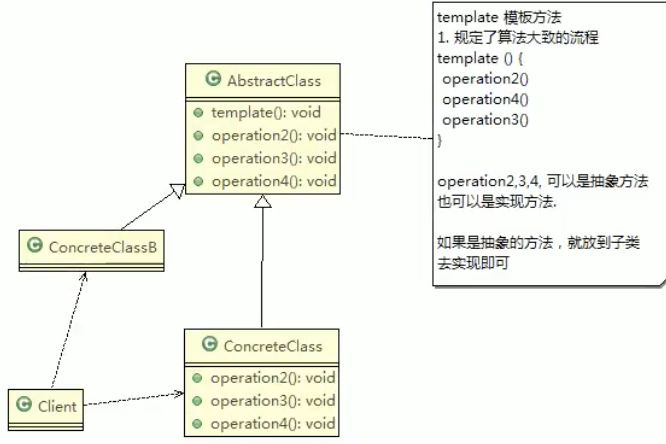 template 模板方法
1. 规定了算法大致的流程
template () {
operation2()
operation4()
operation3()
}
operation2,3,4, 可以是抽象方法
也可以是实现方法.
如果是抽象的方法，就放到子类
去实现即可
AbstractClass
template(): void
operation2(): void
operation3(): void
operation4(): void
ConcreteClassB
ConcreteClass
operation2(): void
operation3(): void
operation4(): void
Client